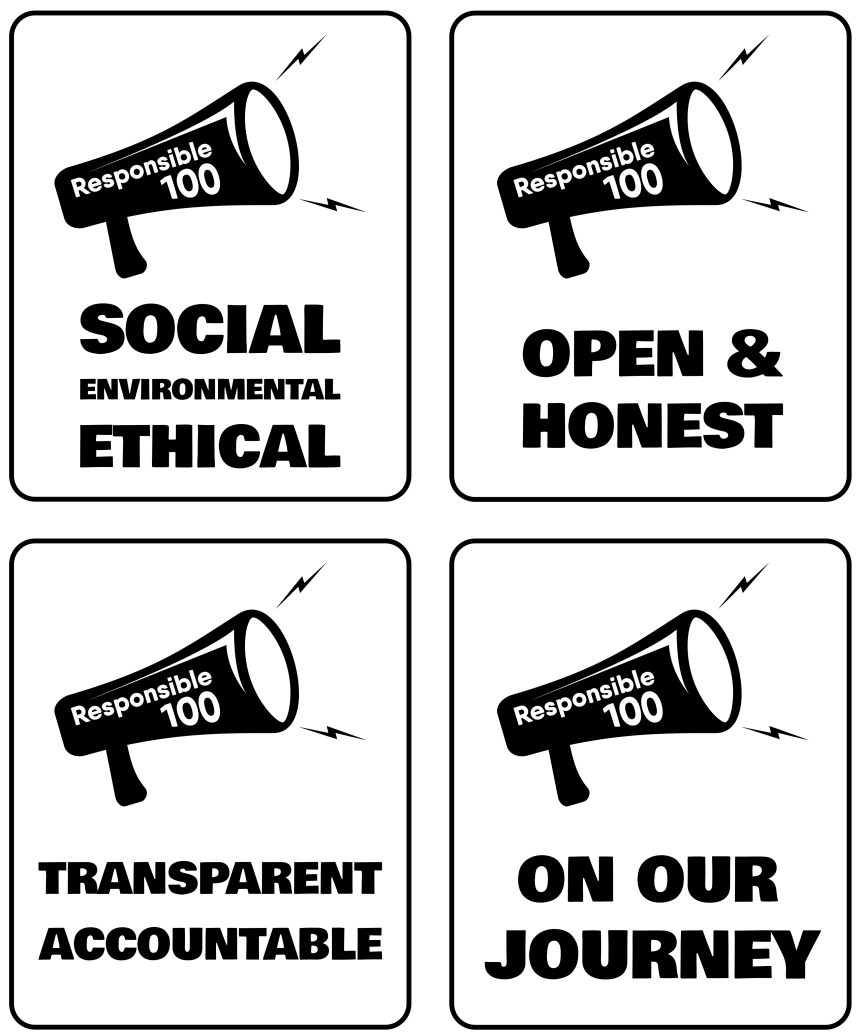 Responsible
100
SOCIAL
ENVIRONMENTAL
ETHICAL
Responsible
100
OPEN &
HONEST
Responsible
100
TRANSPARENT
ACCOUNTABLE
Responsible
100
ON OUR
JOURNEY